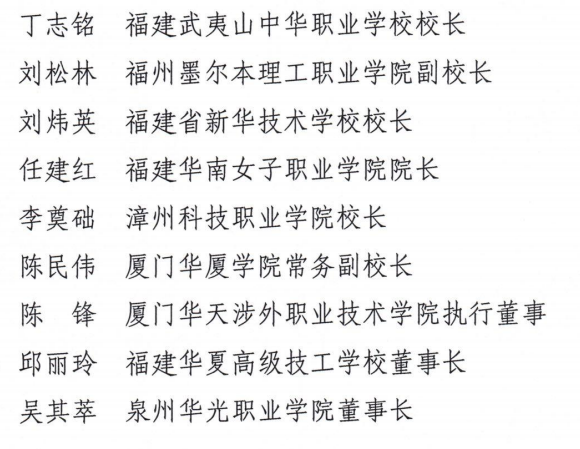 丁志铭 福建武夷山中华职业学校校长
刘松林 福州墨尔本理工职业学院副校长
刘炜英 福建省新华技术学校校长
任建红 福建华南女子职业学院院长
李奠础 漳州科技职业学院校长
陈民伟 厦门华厦学院常务副校长
陈 锋 厦门华天涉外职业技术学院执行董事
邱丽玲 福建华夏高级技工学校董事长
吴其萃 泉州华光职业学院董事长